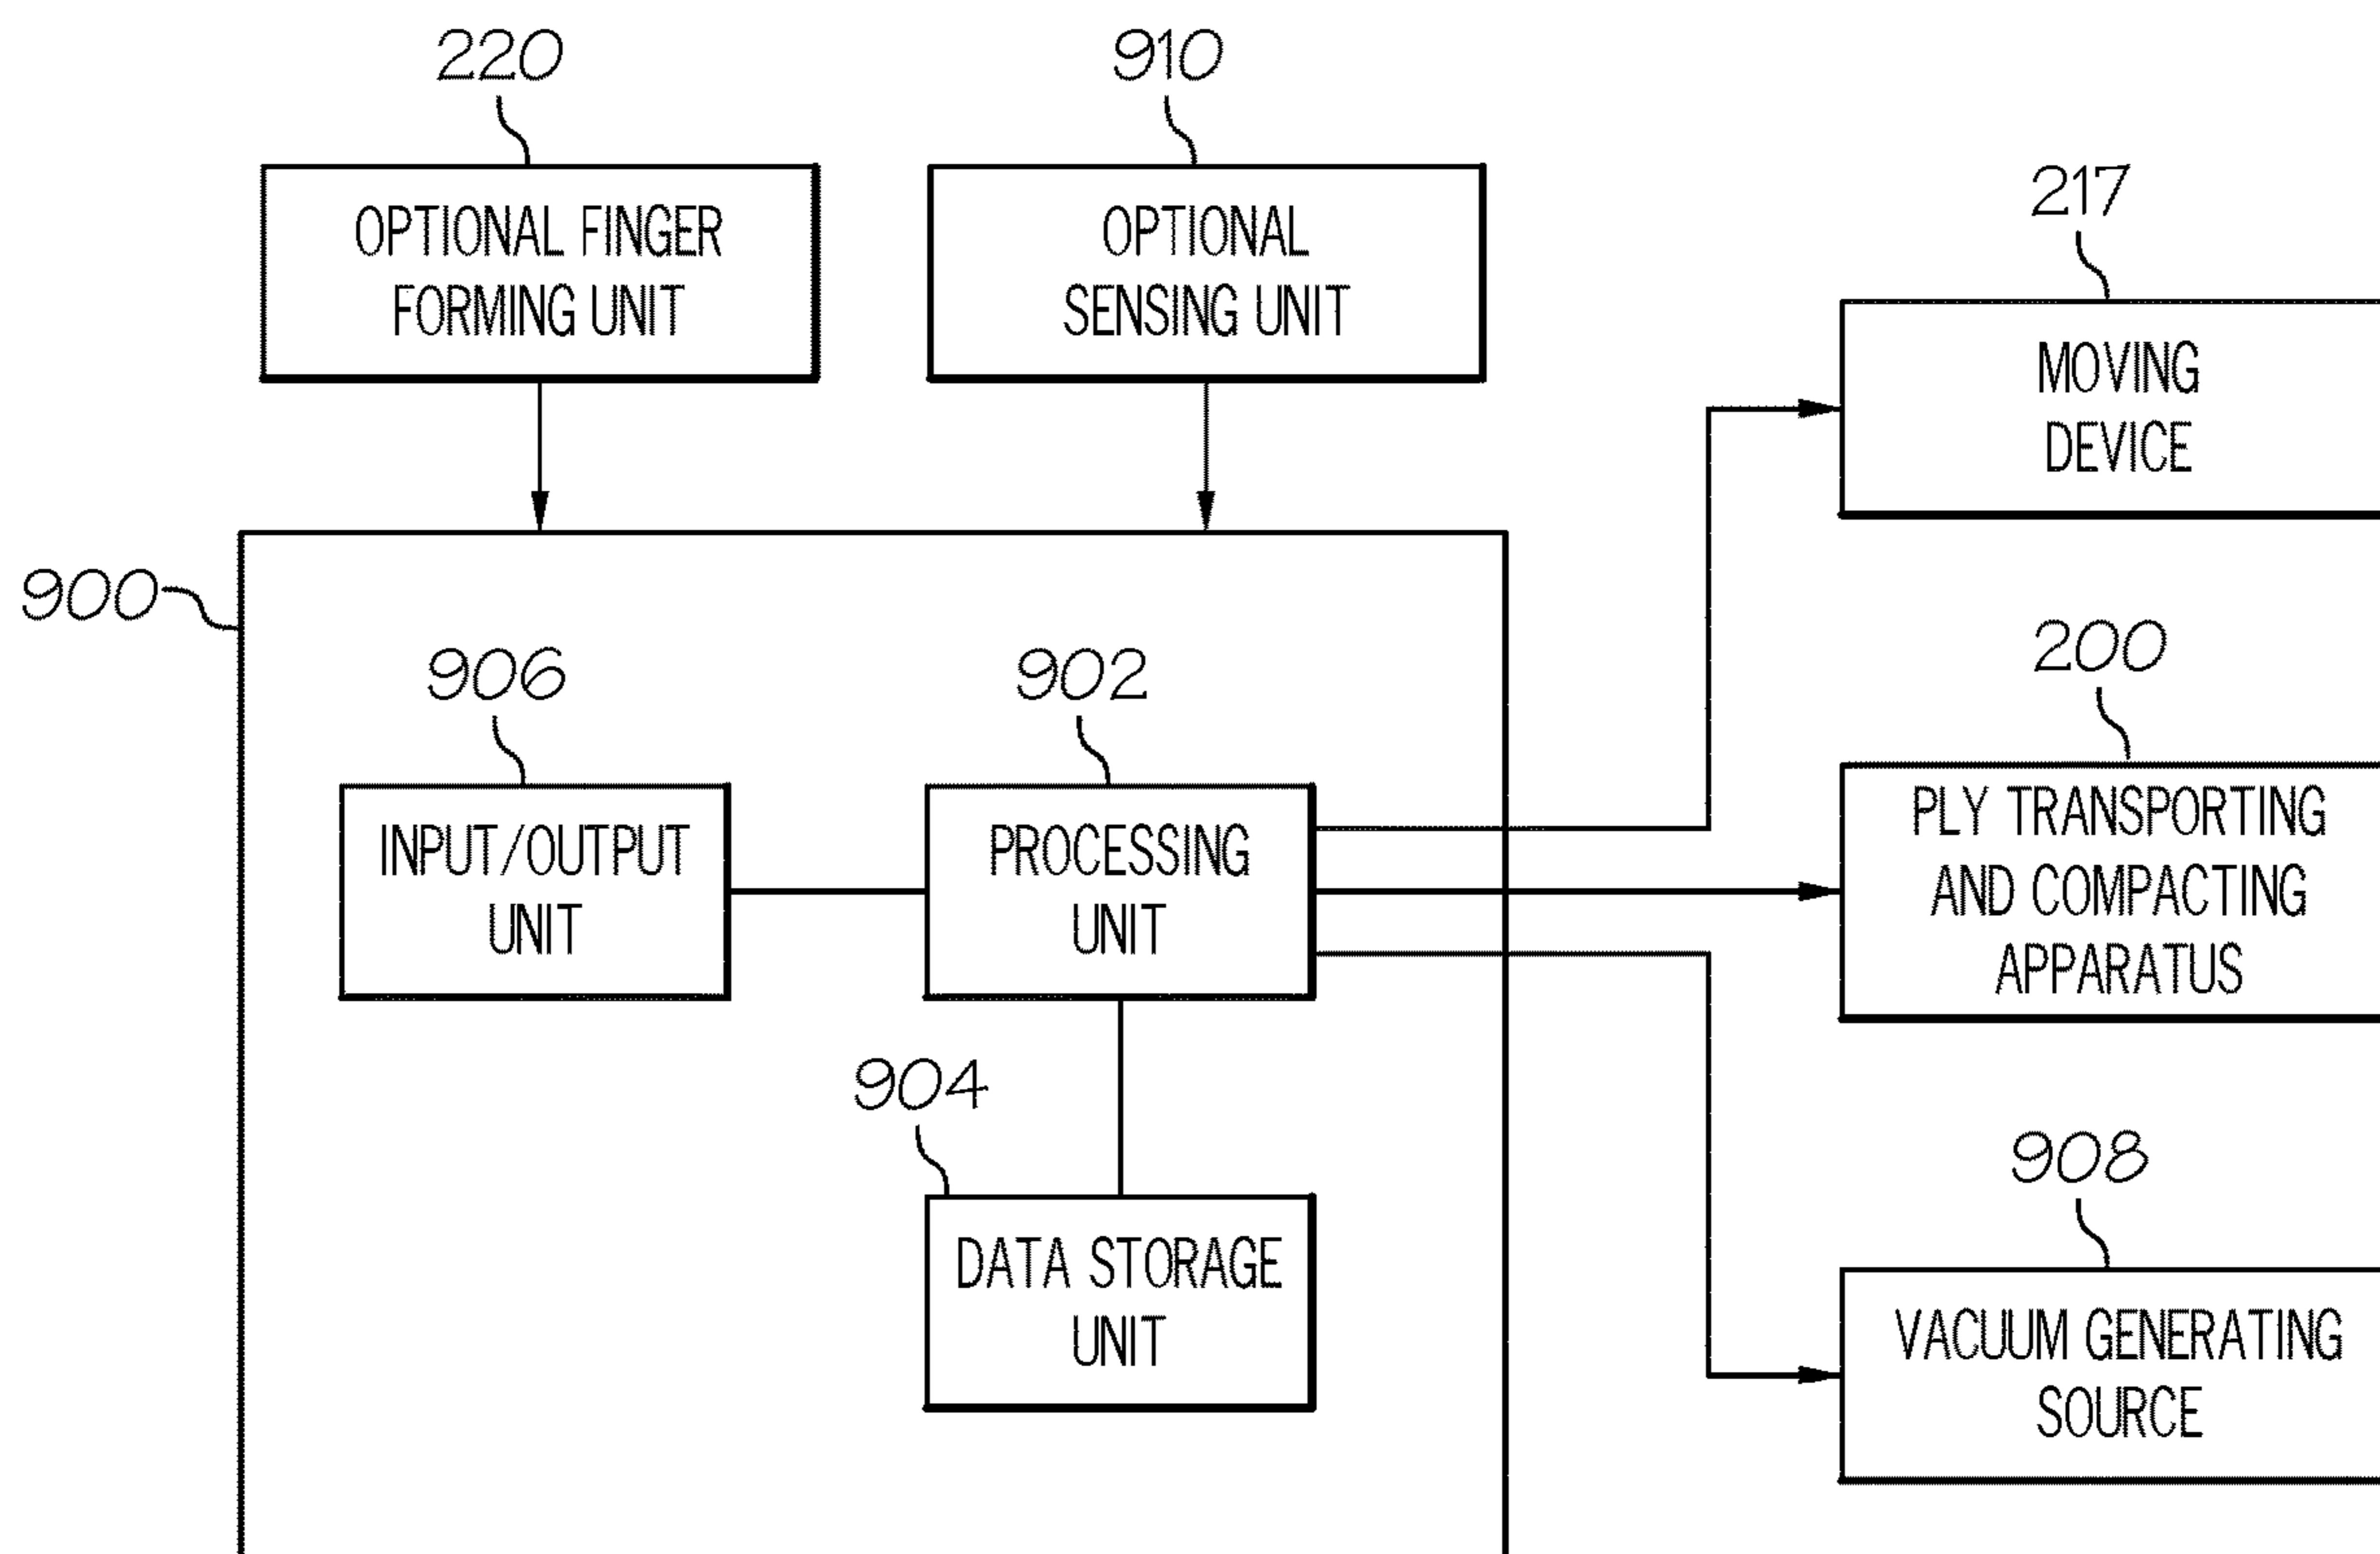 220
910
OPTIONAL FINGER
FORMING UNIT
OPTIONAL
SENSING UNIT
217
MOVING
DEVICE
900
906
902
200
INPUT/OUTPUT
UNIT
PROCESSING
UNIT
PLY TRANSPORTING
AND COMPACTING
APPARATUS
904
DATA STORAGE
UNIT
908
VACUUM GENERATING
SOURCE